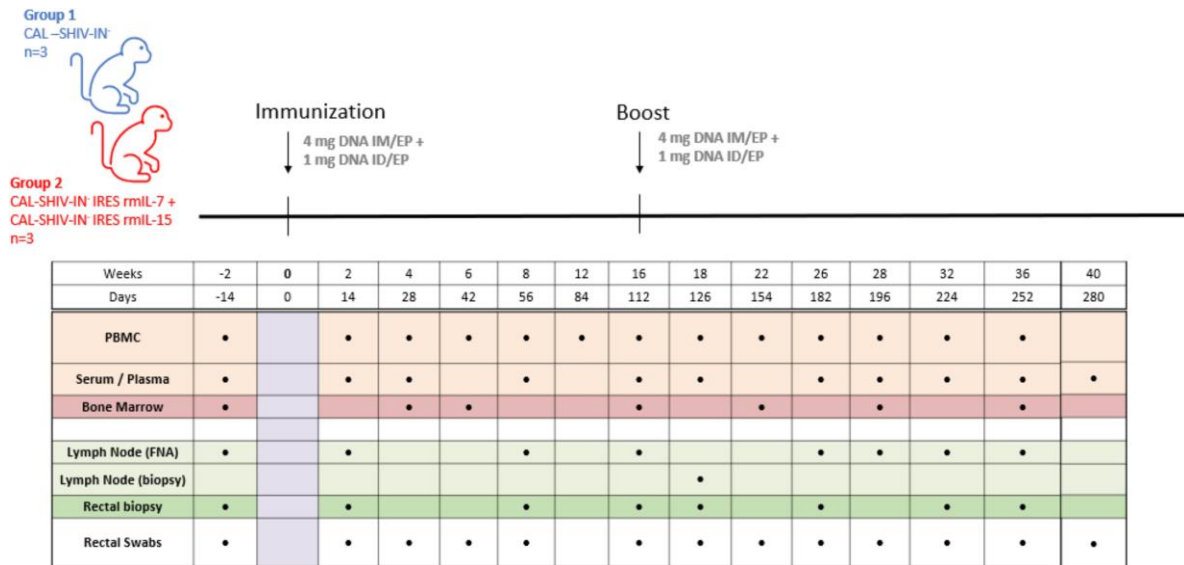 Group 1
CAL –SHIV-IN-
n=3
Immunization
4 mg DNA IM/EP +
1 mg DNA ID/EP
Boost
4 mg DNA IM/EP +
1 mg DNA ID/EP
Group 2
CAL-SHIV-IN- IRES rmIL-7 +
CAL-SHIV-IN- IRES rmIL-15
n=3
Weeks -2 0 2 4 6 8 12 16 18 22 26 28 32 36 40
Days -14 0 14 28 42 56 84 112 126 154 182 196 224 252 280
PBMC • • • • • • • • • • • • •
Serum / Plasma • • • • • • • • • • •
Bone Marrow • • • • • • •
Lymph Node (FNA) • • • • • • • •
Lymph Node (biopsy) •
Rectal biopsy • • • • • • • •
Rectal Swabs • • • • • • • • • • • • •